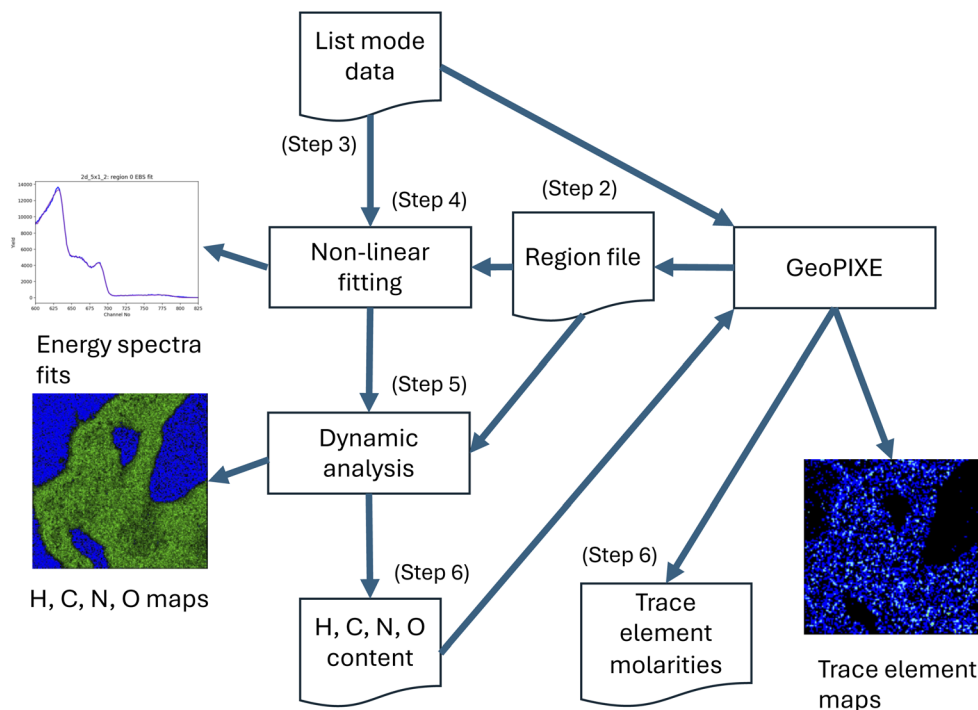 List mode
data
(Step 3)
(Step 2)
(Step 4)
2d_5x1_2: region 0 EBS fit
14000
12000
10000
8000
6000
4000
2000
0
Yield
600 625 650 675 700 725 750 775 800 825
Channel No
Non-linear
fitting
Region file
GeoPIXE
Energy spectra
fits
(Step 5)
Dynamic
analysis
H, C, N, O maps
(Step 6)
H, C, N, O
content
(Step 6)
Trace
element
molarities
Trace element
maps